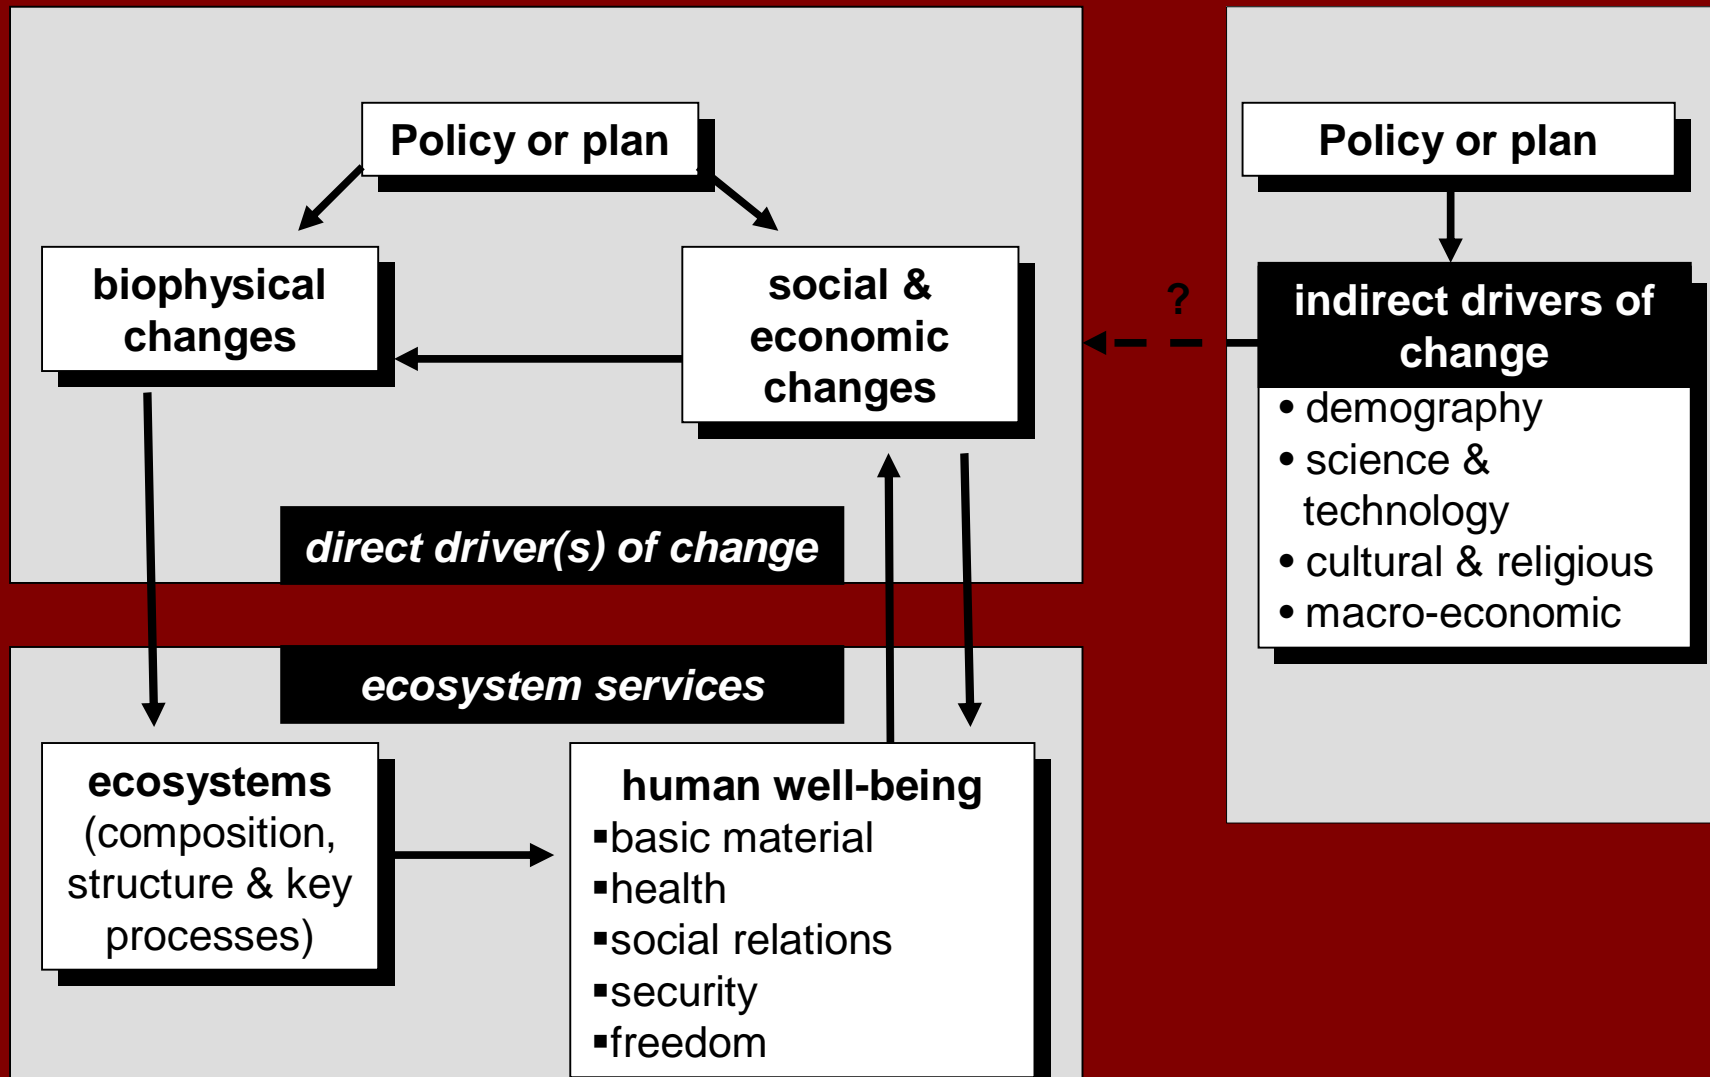 Policy or plan
biophysical
changes
social &
economic
changes
direct driver(s) of change
ecosystem services
ecosystems
(composition,
structure & key
processes)
human well-being
▪basic material
▪health
▪social relations
▪security
▪freedom
?
Policy or plan
indirect drivers of
change
• demography
• science &
technology
• cultural & religious
• macro-economic